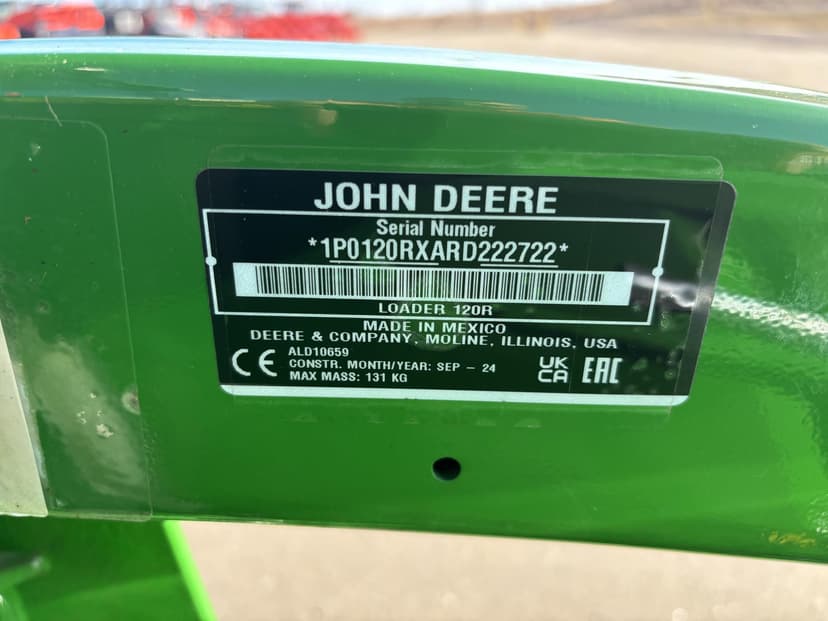 JOHN DEERE
Serial Number
*1P0120RXARD222722*
LOADER 120R
MADE IN MEXICO
DEERE & COMPANY, MOLINE, ILLINOIS, USA
ALD10659
CE CONSTR. MONTH/YEAR: SEP - 24 UK CA EAC
MAX MASS: 131 KG